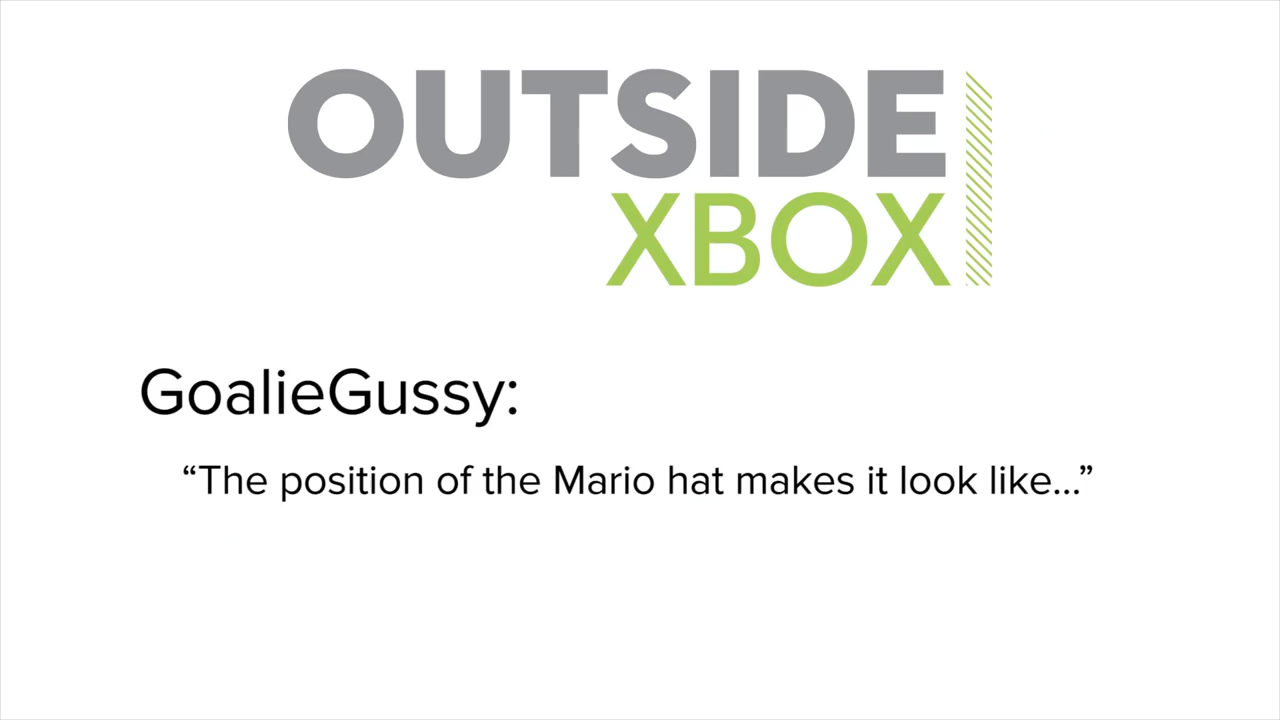 OUTSIDE
XBOX
GoalieGussy:
“The position of the Mario hat makes it look like...”